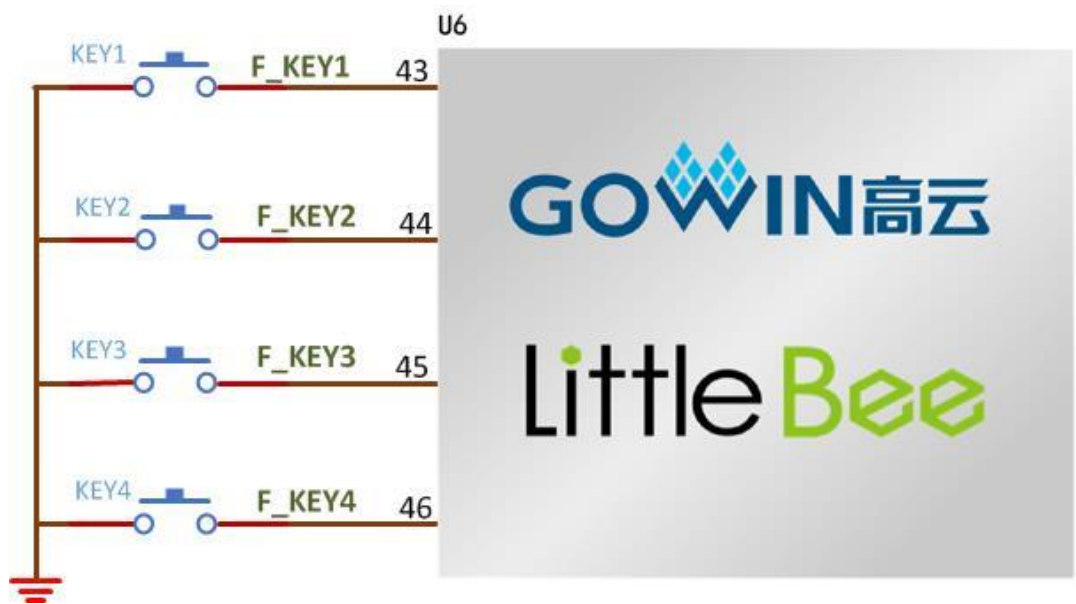 U6
KEY1 F_KEY1 43
KEY2 F_KEY2 44
GOWIN高云
KEY3 F_KEY3 45
LittleBee
KEY4 F_KEY4 46